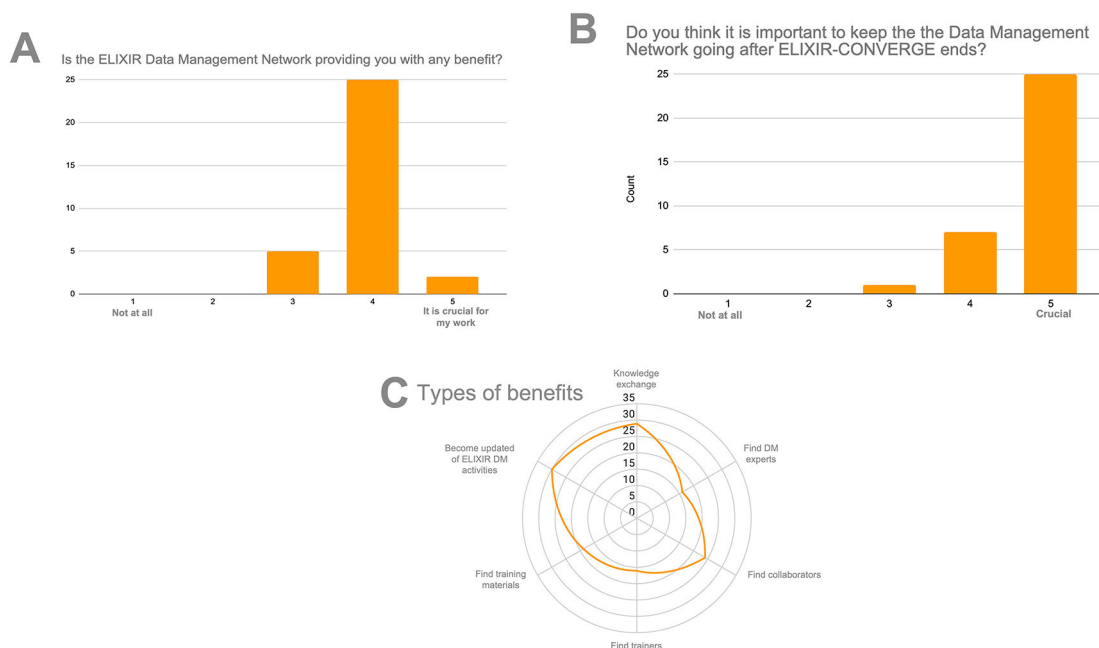 A
Is the ELIXIR Data Management Network providing you with any benefit?
25
20
15
10
5
0
1
2
3
4
5
Not at all
It is crucial for
my work
B
Do you think it is important to keep the the Data Management
Network going after ELIXIR-CONVERGE ends?
25
20
15
10
5
0
Count
1
2
3
4
5
Not at all
Crucial
C
Types of benefits
Knowledge
exchange
35
30
25
20
15
10
5
0
Find DM
experts
Find collaborators
Find trainers
Find training
materials
Become updated
of ELIXIR DM
activities